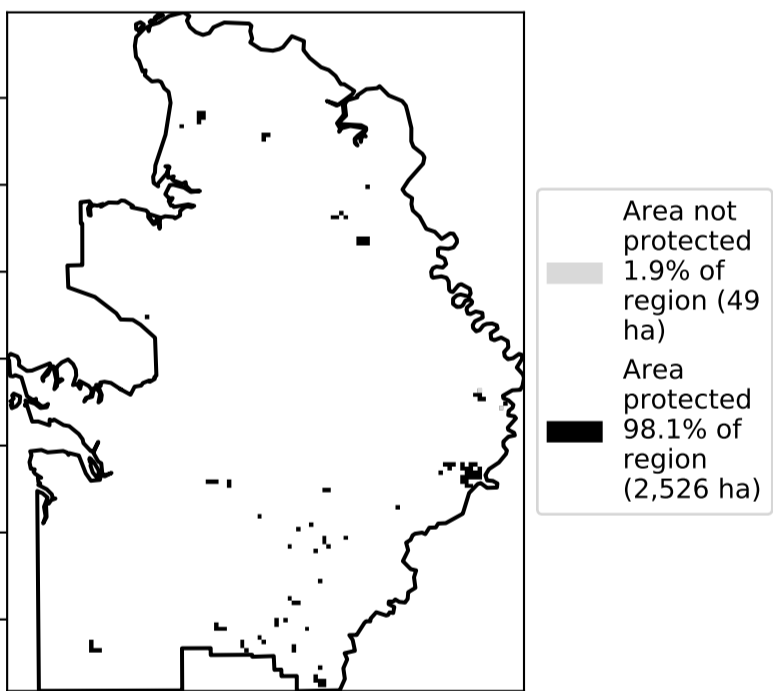 Area not
protected
1.9% of
region (49
ha)
Area
protected
98.1% of
region
(2,526 ha)